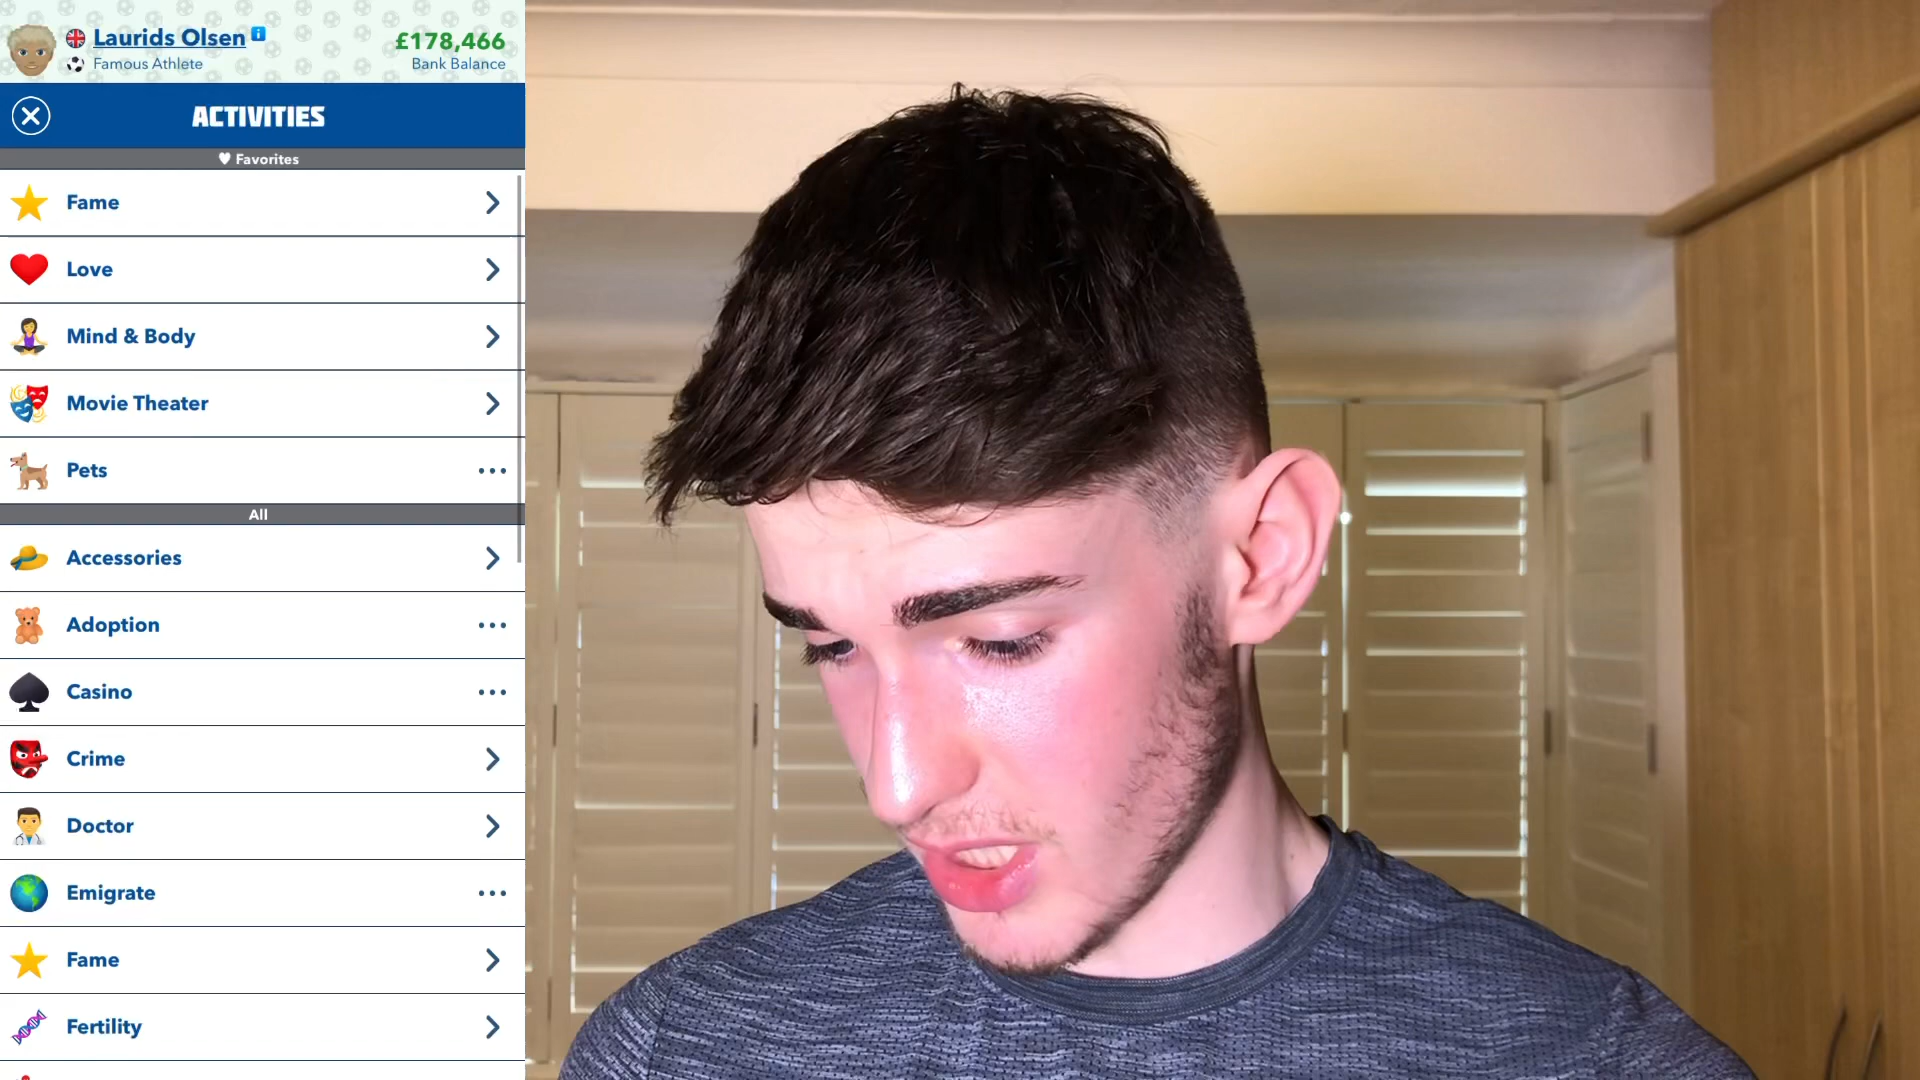 Laurids Olsen
Famous Athlete
£178,466
Bank Balance
ACTIVITIES
Favorites
Fame
Love
Mind & Body
Movie Theater
Pets
All
Accessories
Adoption
Casino
Crime
Doctor
Emigrate
Fame
Fertility